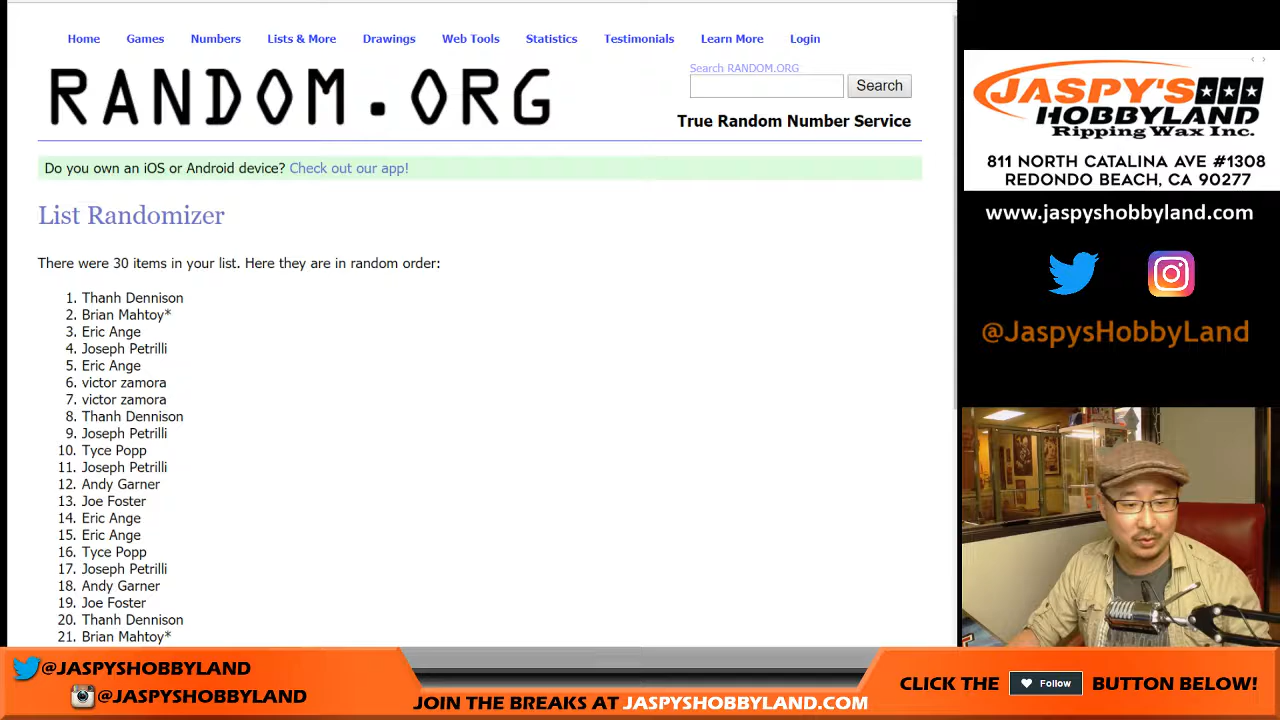 Home Games Numbers Lists & More Drawings Web Tools Statistics Testimonials Learn More Login
RANDOM.ORG
Search RANDOM.ORG
Search
True Random Number Service
Do you own an iOS or Android device? Check out our app!
List Randomizer
There were 30 items in your list. Here they are in random order:
1. Thanh Dennison
2. Brian Mahtoy*
3. Eric Ange
4. Joseph Petrilli
5. Eric Ange
6. victor zamora
7. victor zamora
8. Thanh Dennison
9. Joseph Petrilli
10. Tyce Popp
11. Joseph Petrilli
12. Andy Garner
13. Joe Foster
14. Eric Ange
15. Eric Ange
16. Tyce Popp
17. Joseph Petrilli
18. Andy Garner
19. Joe Foster
20. Thanh Dennison
21. Brian Mahtoy*
JASPY'S
HOBBYLAND
Ripping Wax Inc.
811 NORTH CATALINA AVE #1308
REDONDO BEACH, CA 90277
www.jaspyshobbyland.com
@JaspysHobbyLand
@JASPYSHOBBYLAND
@JASPYSHOBBYLAND
JOIN THE BREAKS AT JASPYSHOBBYLAND.COM
CLICK THE Follow BUTTON BELOW!